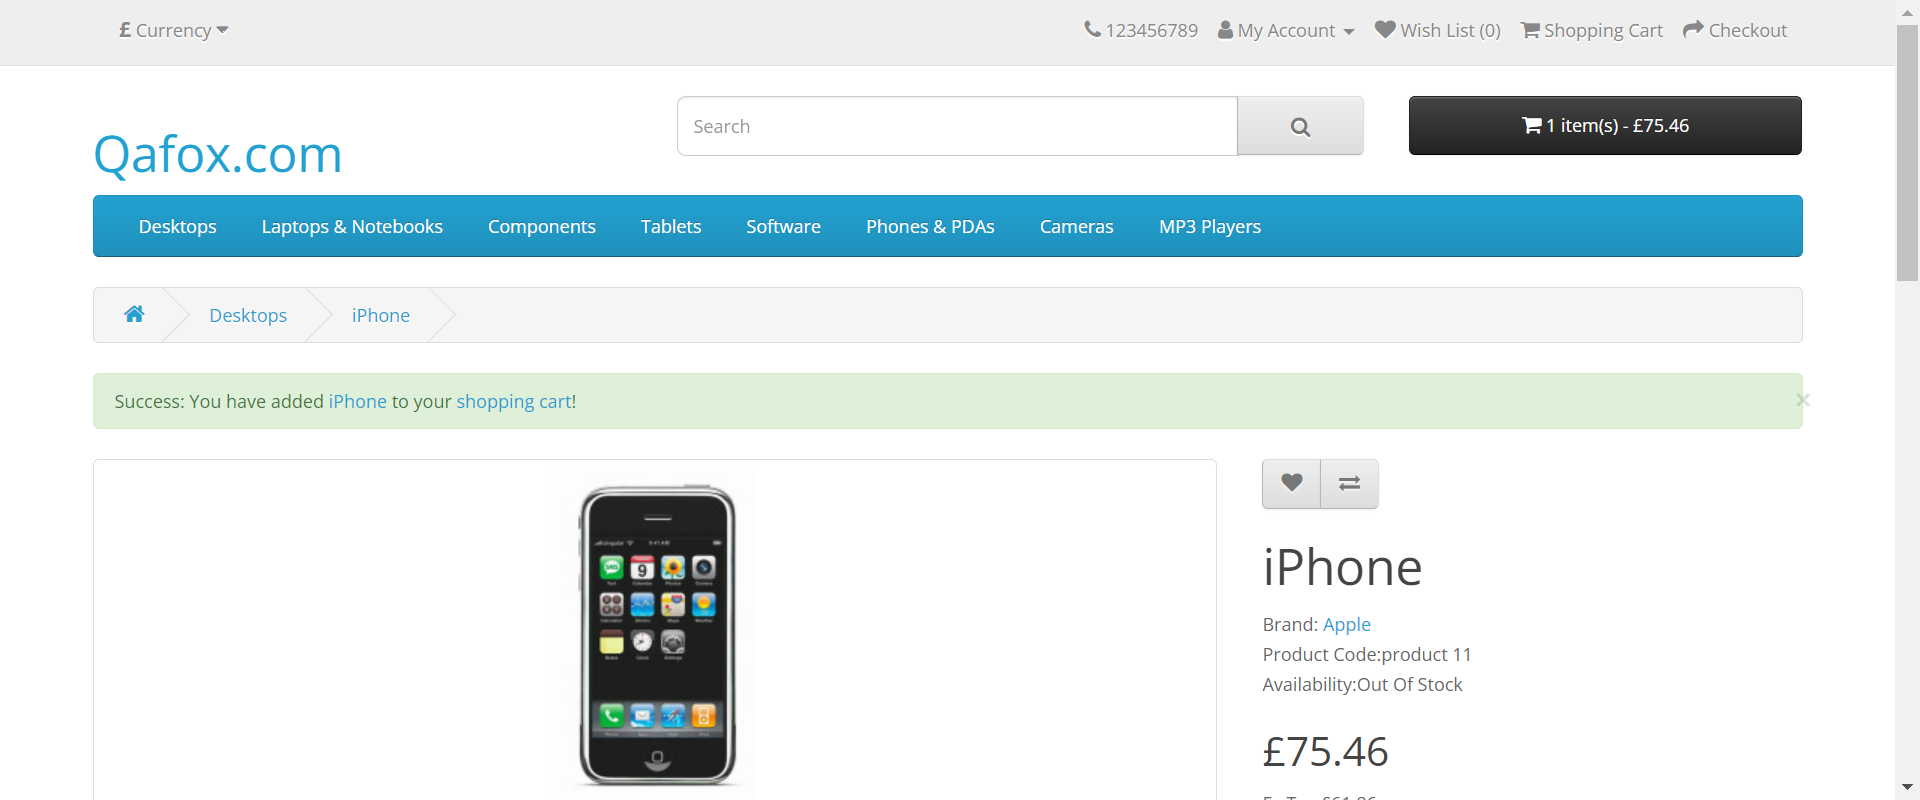 £ Currency
123456789 My Account Wish List (0) Shopping Cart Checkout
Qafox.com
Search
1 item(s) - £75.46
Desktops Laptops & Notebooks Components Tablets Software Phones & PDAs Cameras MP3 Players
Desktops iPhone
Success: You have added iPhone to your shopping cart!
×
iPhone
Brand: Apple
Product Code:product 11
Availability:Out Of Stock
£75.46